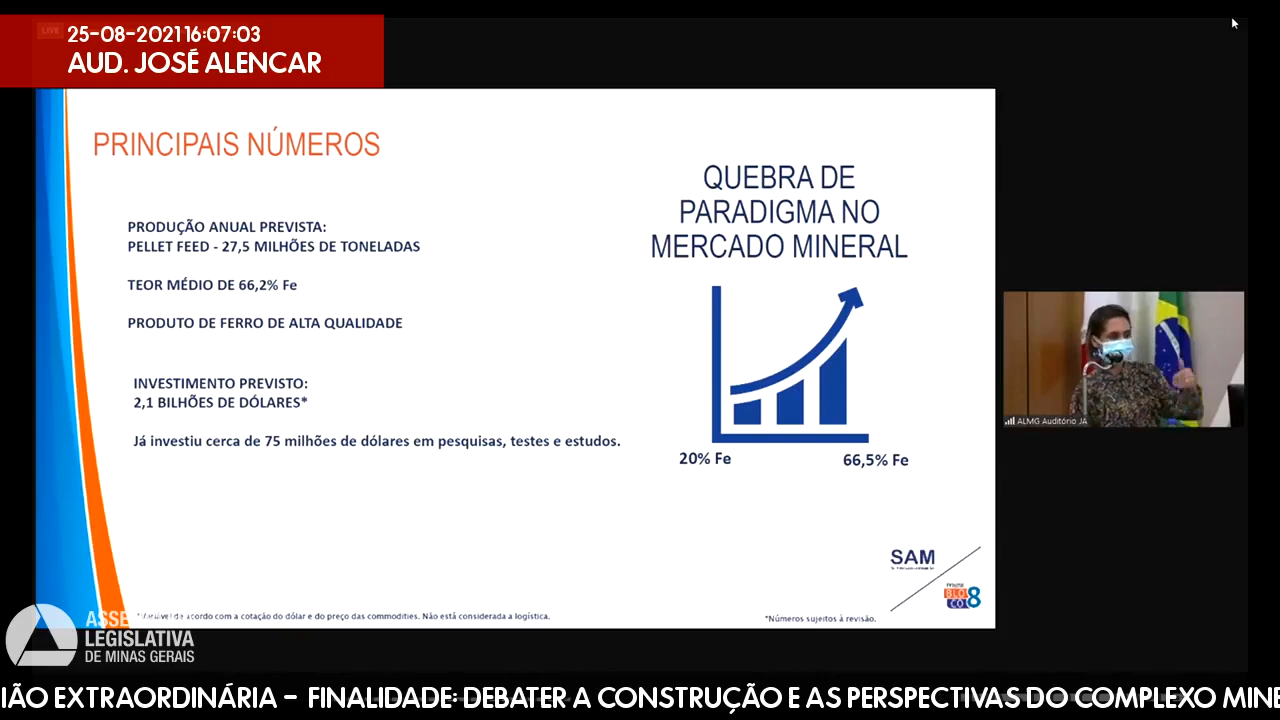 LIVE
25-08-2021 16:07:03
AUD. JOSÉ ALENCAR
PRINCIPAIS NÚMEROS
PRODUÇÃO ANUAL PREVISTA:
PELLET FEED - 27,5 MILHÕES DE TONELADAS
TEOR MÉDIO DE 66,2% Fe
PRODUTO DE FERRO DE ALTA QUALIDADE
INVESTIMENTO PREVISTO:
2,1 BILHÕES DE DÓLARES*
Já investiu cerca de 75 milhões de dólares em pesquisas, testes e estudos.
QUEBRA DE
PARADIGMA NO
MERCADO MINERAL
20% Fe
66,5% Fe
ALMG Auditório JA
SAM
BLO
CO
8
de acordo com a cotação do dólar e do preço das commodities. Não está considerada a logística.
*Números sujeitos à revisão.
LEGISLATIVA
DE MINAS GERAIS
IÃO EXTRAORDINÁRIA - FINALIDADE: DEBATER A CONSTRUÇÃO E AS PERSPECTIVAS DO COMPLEXO MINE